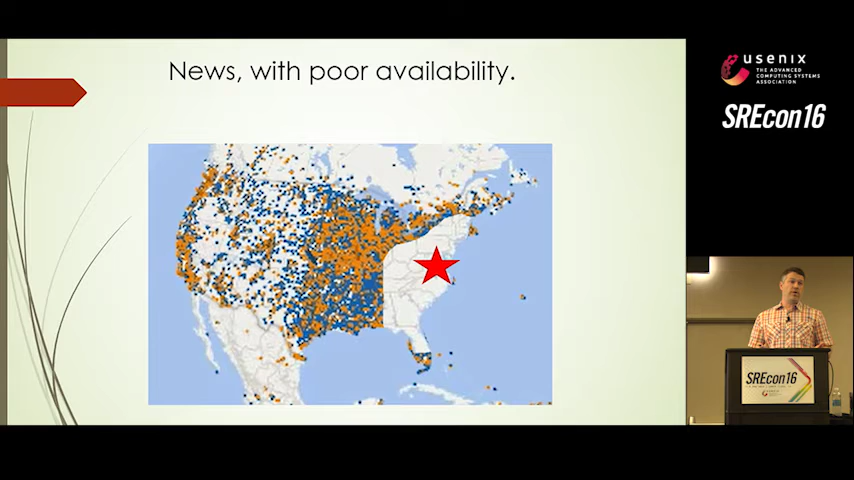 News, with poor availability.
usenix
THE ADVANCED
COMPUTING SYSTEMS
ASSOCIATION
SREcon16
SREcon16